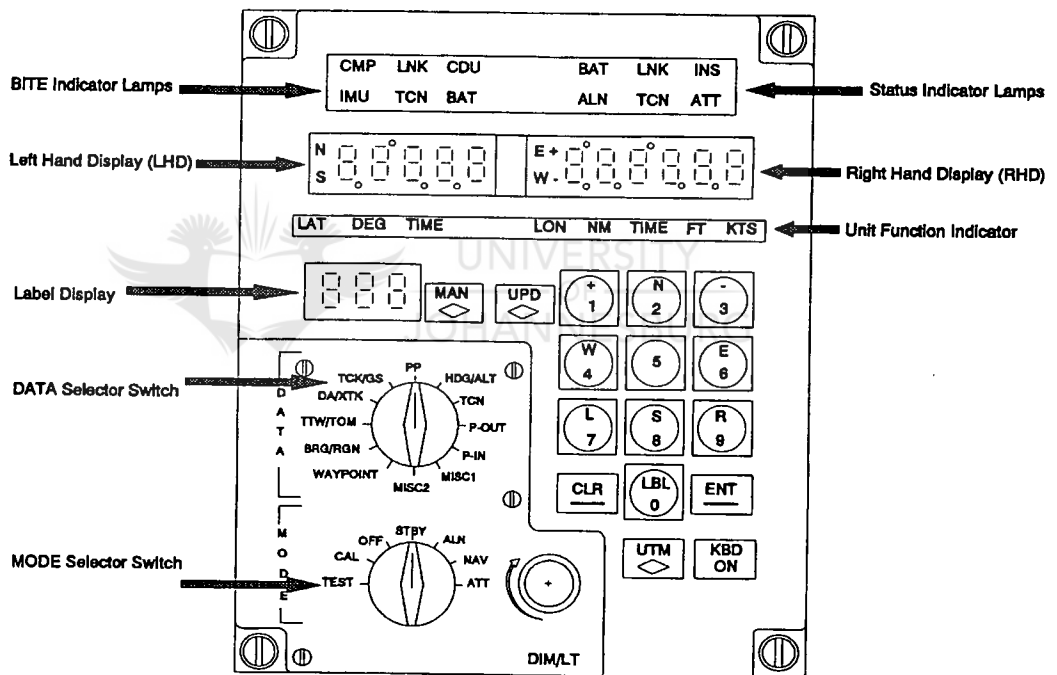 CMP LNK CDU BAT LNK INS
BITE Indicator Lamps
Status Indicator Lamps
IMU TCN BAT ALN TCN ATT
N E +
Left Hand Display (LHD)
Right Hand Display (RHD)
S W -
LAT DEG TIME LON NM TIME FT KTS
Unit Function Indicator
UNIVERSITY
OF
JOHANNESBURG
Label Display
MAN UPD
+ N -
1 2 3
W E
4 5 6
L S R
7 8 9
CLR LBL ENT
0
UTM KBD
ON
DATA Selector Switch
DATA
PP
TCK/GS HDG/ALT
DA/XTK TCN
TTW/TOM P-OUT
BRG/RGN P-IN
WAYPOINT MISC1
MISC2
MODE Selector Switch
MODE
STBY
OFF ALN
CAL NAV
TEST ATT
+
DIM/LT